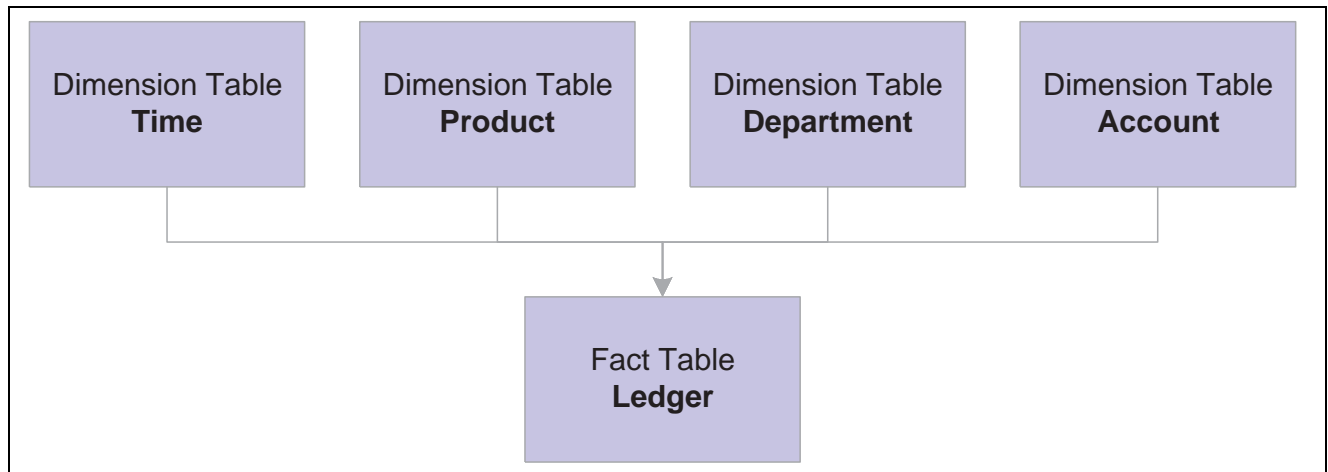 Dimension Table
Time
Dimension Table
Product
Dimension Table
Department
Dimension Table
Account
Fact Table
Ledger